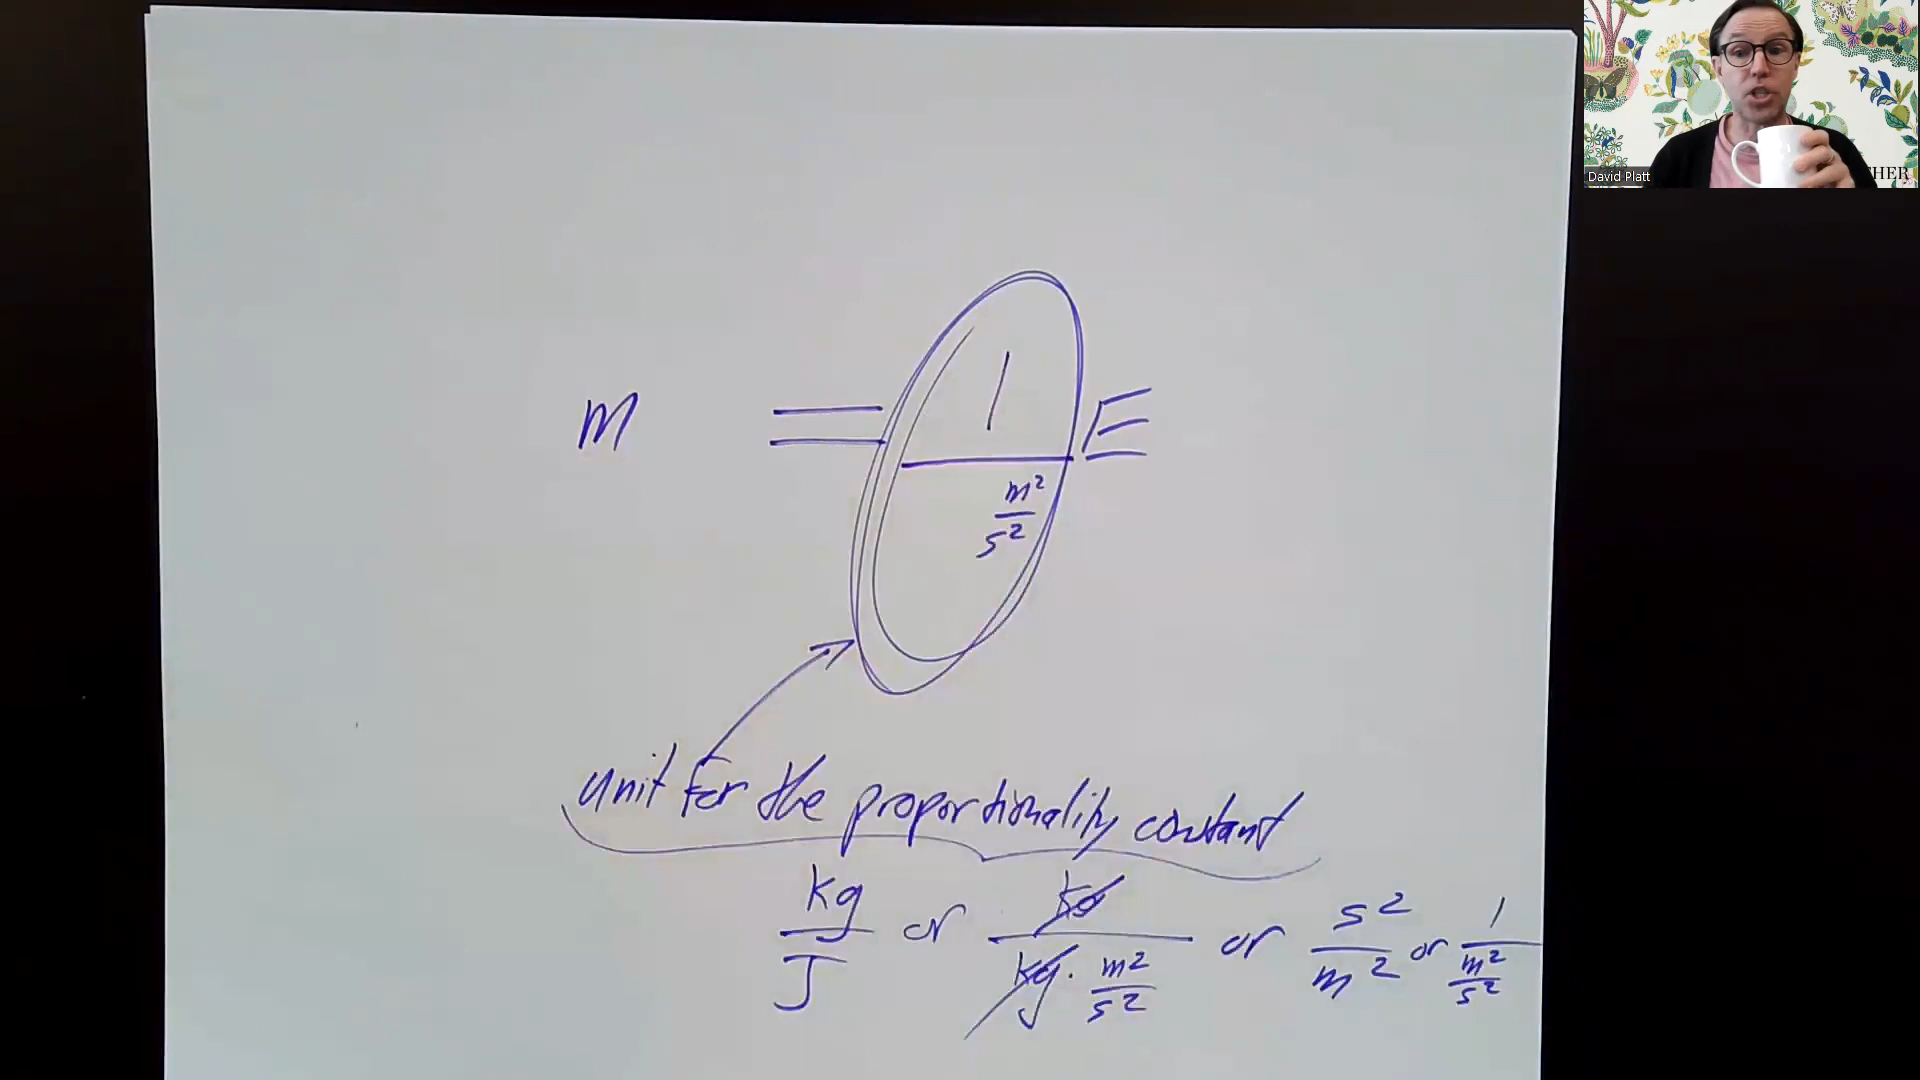 David Platt
HER
m = 1 / (m²/s²) E
unit for the proportionality constant
kg/J or kg/(kg · m²/s²) or s²/m² or 1/(m²/s²)